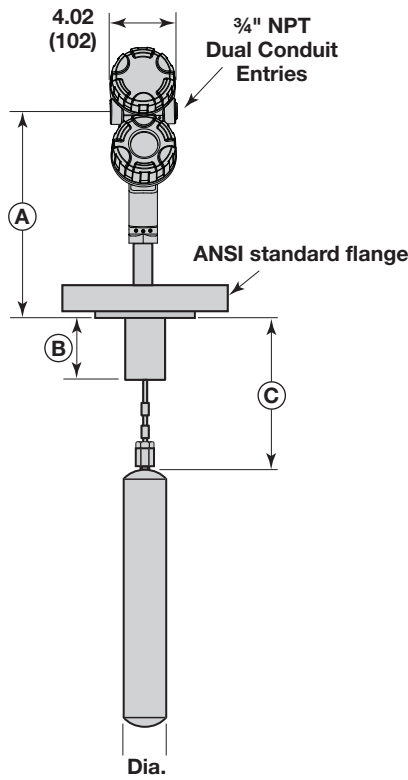 4.02
(102)
¾" NPT
Dual Conduit
Entries
A
ANSI standard flange
B
C
Dia.